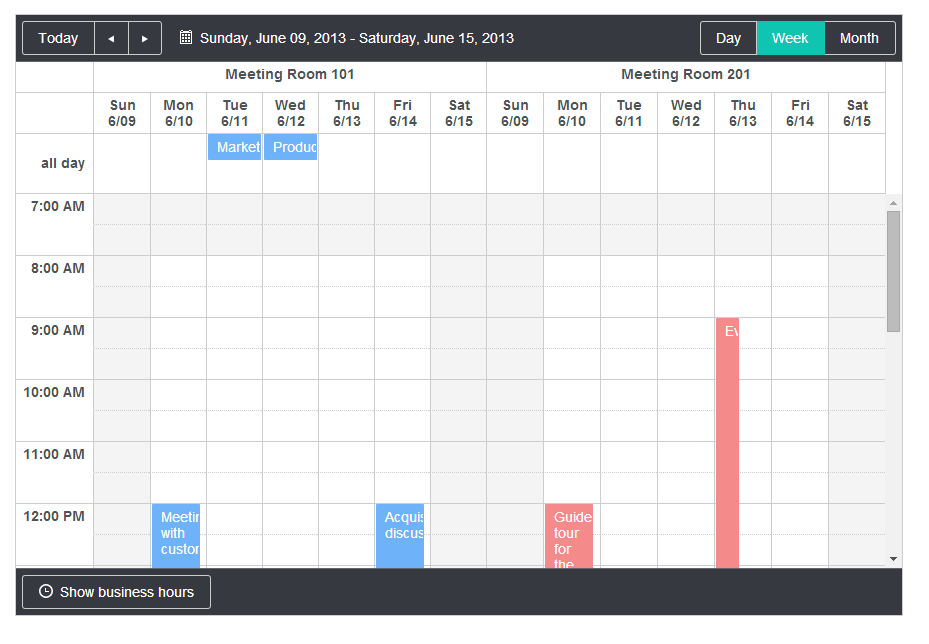 Today Sunday, June 09, 2013 - Saturday, June 15, 2013 Day Week Month
Meeting Room 101 Meeting Room 201
Sun Mon Tue Wed Thu Fri Sat Sun Mon Tue Wed Thu Fri Sat
6/09 6/10 6/11 6/12 6/13 6/14 6/15 6/09 6/10 6/11 6/12 6/13 6/14 6/15
all day Market Produc
7:00 AM
8:00 AM
9:00 AM Ev
10:00 AM
11:00 AM
12:00 PM Meetin Acquis Guide
with discus tour
custor for
the
Show business hours